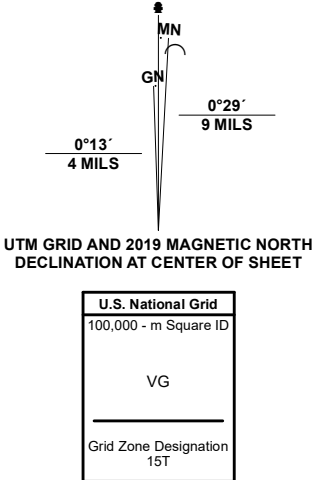 MN
GN
0°29´
9 MILS
0°13´
4 MILS
UTM GRID AND 2019 MAGNETIC NORTH
DECLINATION AT CENTER OF SHEET
U.S. National Grid
100,000 - m Square ID
VG
Grid Zone Designation
15T